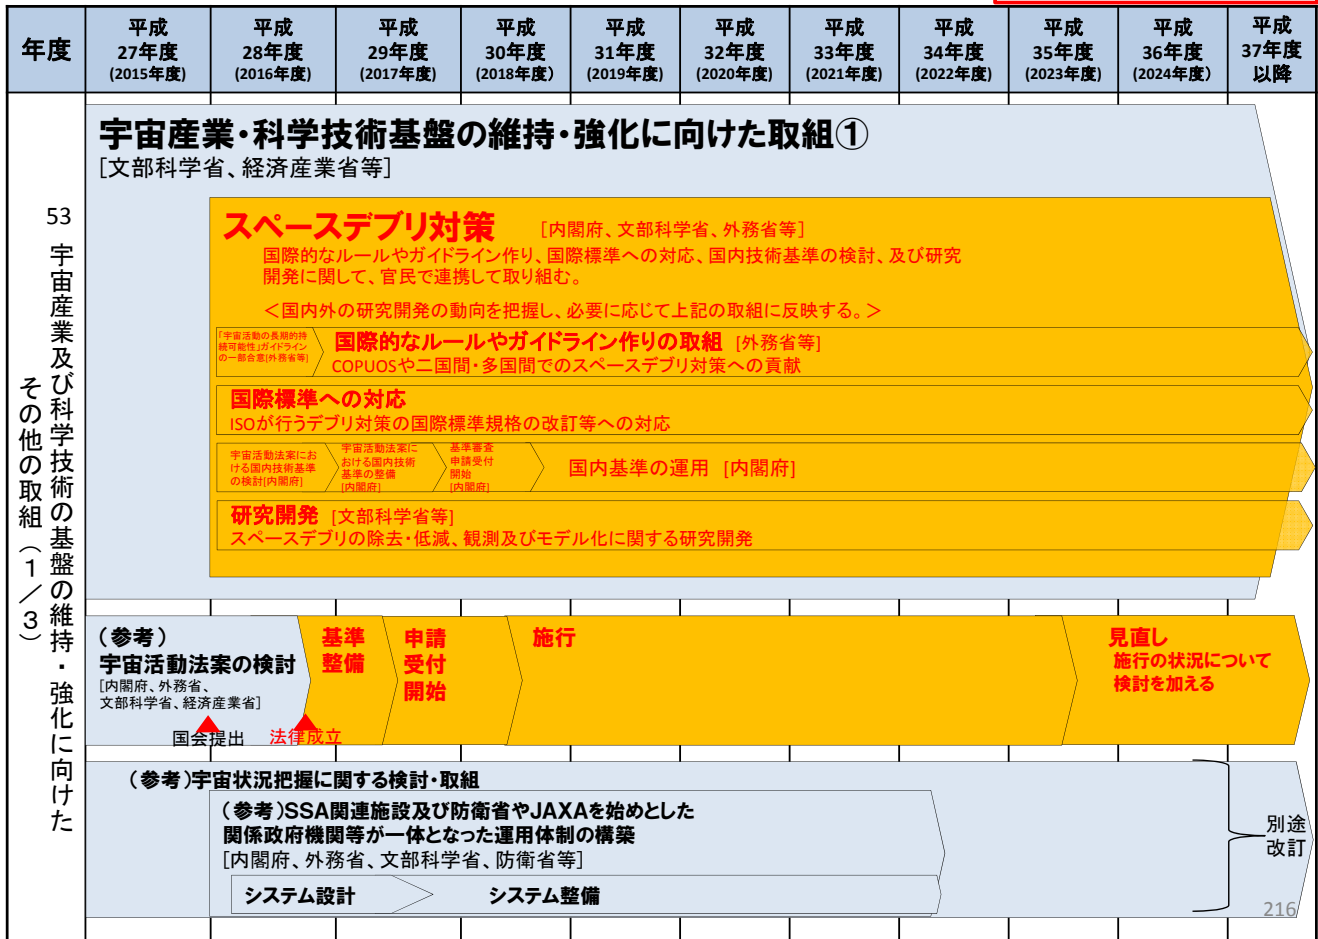 年度
平成
27年度
(2015年度)
平成
28年度
(2016年度)
平成
29年度
(2017年度)
平成
30年度
(2018年度)
平成
31年度
(2019年度)
平成
32年度
(2020年度)
平成
33年度
(2021年度)
平成
34年度
(2022年度)
平成
35年度
(2023年度)
平成
36年度
(2024年度)
平成
37年度
以降
53 宇宙産業及び科学技術の基盤の維持・強化に向けた
その他の取組(1/3)
宇宙産業・科学技術基盤の維持・強化に向けた取組①
[文部科学省、経済産業省等]
スペースデブリ対策 [内閣府、文部科学省、外務省等]
国際的なルールやガイドライン作り、国際標準への対応、国内技術基準の検討、及び研究
開発に関して、官民で連携して取り組む。
＜国内外の研究開発の動向を把握し、必要に応じて上記の取組に反映する。＞
「宇宙活動の長期的持
続可能性」ガイドライン
の一部合意[外務省等]
国際的なルールやガイドライン作りの取組 [外務省等]
COPUOSや二国間・多国間でのスペースデブリ対策への貢献
国際標準への対応
ISOが行うデブリ対策の国際標準規格の改訂等への対応
宇宙活動法案にお
ける国内技術基準
の検討[内閣府]
宇宙活動法案に
おける国内技術
基準の整備
[内閣府]
基準審査
申請受付
開始
[内閣府]
国内基準の運用 [内閣府]
研究開発 [文部科学省等]
スペースデブリの除去・低減、観測及びモデル化に関する研究開発
(参考)
宇宙活動法案の検討
[内閣府、外務省、
文部科学省、経済産業省]
国会提出
法律成立
基準
整備
申請
受付
開始
施行
見直し
施行の状況について
検討を加える
(参考)宇宙状況把握に関する検討・取組
(参考)SSA関連施設及び防衛省やJAXAを始めとした
関係政府機関等が一体となった運用体制の構築
[内閣府、外務省、文部科学省、防衛省等]
システム設計
システム整備
別途
改訂
216